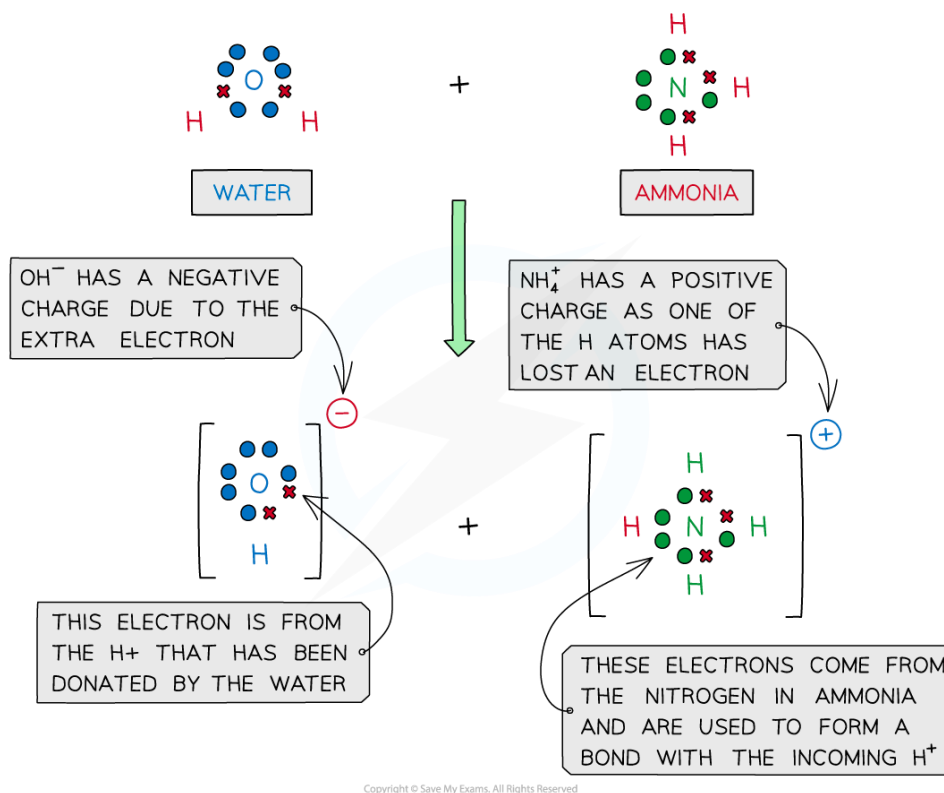 H
O
+
N
H
H
H
H
WATER
AMMONIA
OH⁻ HAS A NEGATIVE
CHARGE DUE TO THE
EXTRA ELECTRON
NH₄⁺ HAS A POSITIVE
CHARGE AS ONE OF
THE H ATOMS HAS
LOST AN ELECTRON
−
+
H
O
H
N
H
+
H
H
THIS ELECTRON IS FROM
THE H+ THAT HAS BEEN
DONATED BY THE WATER
THESE ELECTRONS COME FROM
THE NITROGEN IN AMMONIA
AND ARE USED TO FORM A
BOND WITH THE INCOMING H⁺
Copyright © Save My Exams. All Rights Reserved